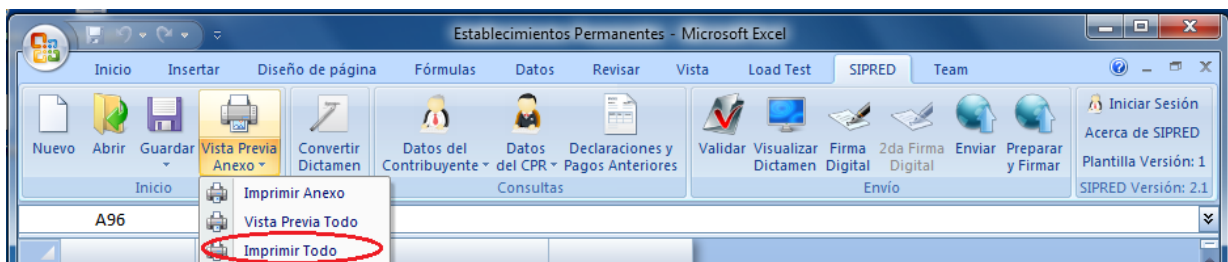 Establecimientos Permanentes - Microsoft Excel
Inicio Insertar Diseño de página Fórmulas Datos Revisar Vista Load Test SIPRED Team
Nuevo Abrir Guardar Vista Previa Anexo Convertir Dictamen Datos del Contribuyente Datos del CPR Declaraciones y Pagos Anteriores Validar Visualizar Dictamen Firma Digital 2da Firma Digital Enviar Preparar y Firmar
Iniciar Sesión
Acerca de SIPRED
Plantilla Versión: 1
Inicio Consultas Envío SIPRED Versión: 2.1
Imprimir Anexo
A96 Vista Previa Todo
Imprimir Todo